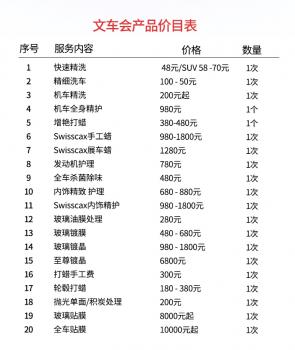 文车会产品价目表
序号 服务内容 价格 数量
1 快速精洗 48元/SUV 58 -70元 1次
2 精细洗车 100 - 50元 1次
3 机车精洗 200元起 1次
4 机车全身精护 980元 1个
5 增艳打蜡 380-480元 1个
6 Swisscax手工蜡 980-1800元 1次
7 Swisscax展车蜡 1280元 1次
8 发动机护理 780元 1次
9 全车杀菌除味 480元 1次
10 内饰精致 护理 680 - 880元 1次
11 Swisscax内饰精护 980 -1800元 1次
12 玻璃油膜处理 280元 1次
13 玻璃镀膜 480 - 680元 1次
14 玻璃镀晶 980 - 1800元 1次
15 至尊镀晶 6800元 1次
16 打蜡手工费 300元 1次
17 轮毂打蜡 180 - 380元 1次
18 抛光单面/积炭处理 200元 1次
19 玻璃贴膜 8000元起 1次
20 全车贴膜 10000元起 1次